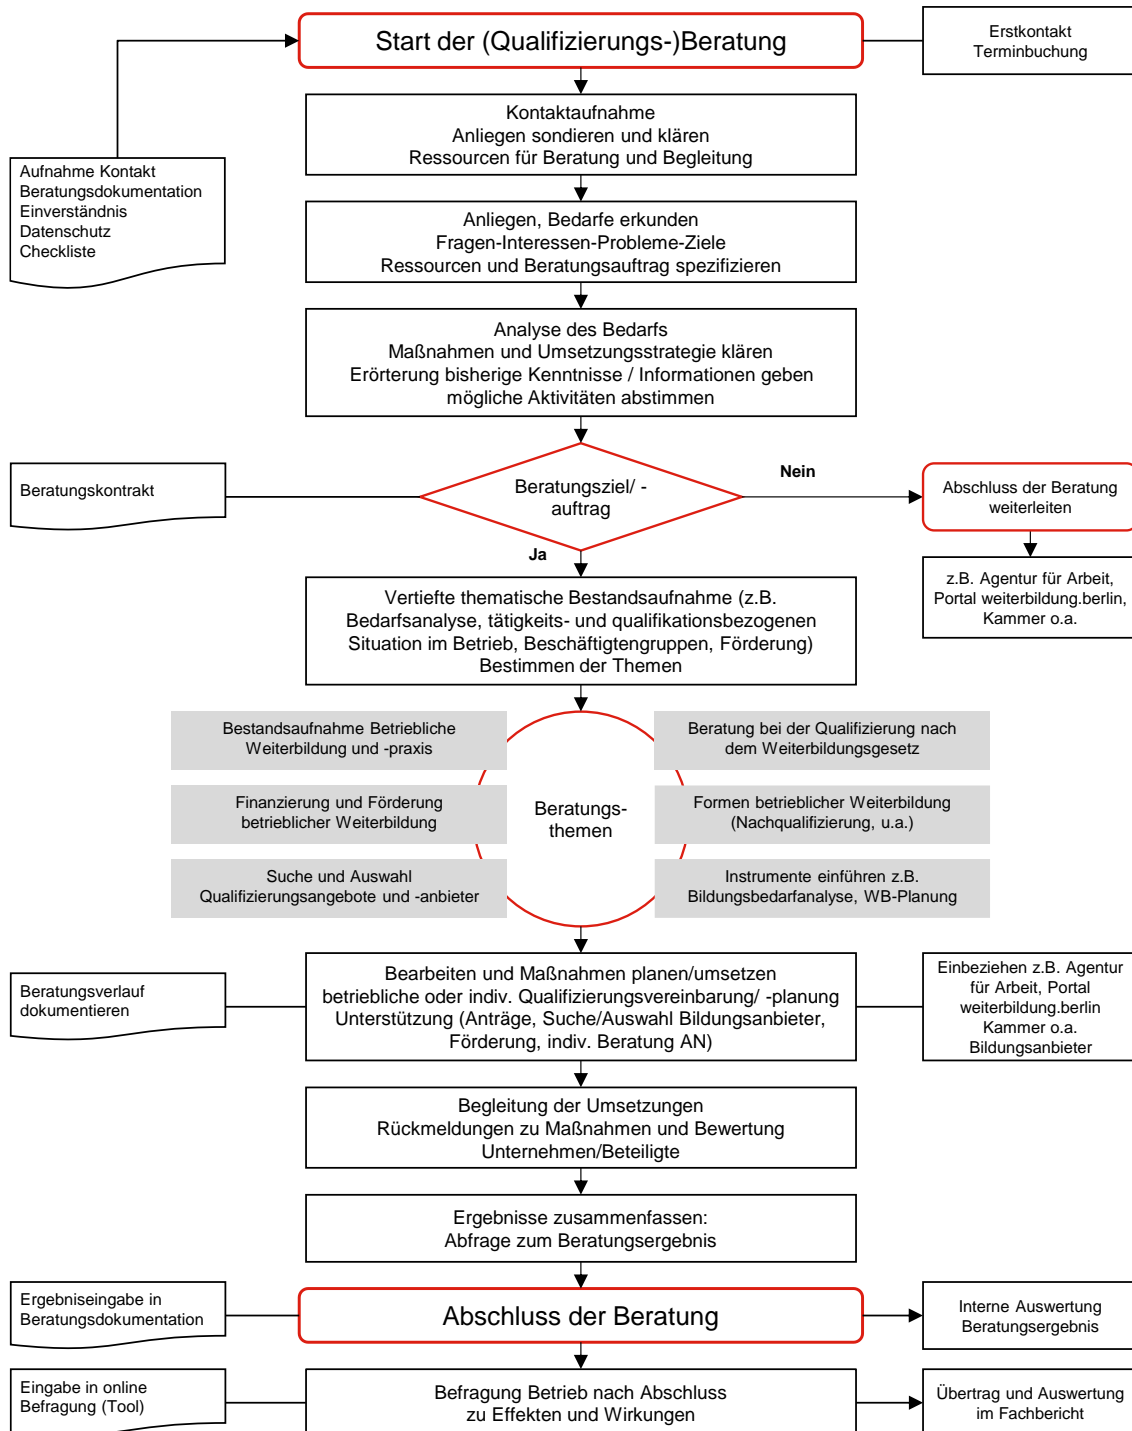 Start der (Qualifizierungs-)Beratung
Erstkontakt
Terminbuchung
Kontaktaufnahme
Anliegen sondieren und klären
Ressourcen für Beratung und Begleitung
Aufnahme Kontakt
Beratungsdokumentation
Einverständnis
Datenschutz
Checkliste
Anliegen, Bedarfe erkunden
Fragen-Interessen-Probleme-Ziele
Ressourcen und Beratungsauftrag spezifizieren
Analyse des Bedarfs
Maßnahmen und Umsetzungsstrategie klären
Erörterung bisherige Kenntnisse / Informationen geben
mögliche Aktivitäten abstimmen
Beratungskontrakt
Beratungsziel/ -
auftrag
Nein
Abschluss der Beratung
weiterleiten
Ja
z.B. Agentur für Arbeit,
Portal weiterbildung.berlin,
Kammer o.a.
Vertiefte thematische Bestandsaufnahme (z.B.
Bedarfsanalyse, tätigkeits- und qualifikationsbezogenen
Situation im Betrieb, Beschäftigtengruppen, Förderung)
Bestimmen der Themen
Bestandsaufnahme Betriebliche
Weiterbildung und -praxis
Beratung bei der Qualifizierung nach
dem Weiterbildungsgesetz
Finanzierung und Förderung
betrieblicher Weiterbildung
Beratungs-
themen
Formen betrieblicher Weiterbildung
(Nachqualifizierung, u.a.)
Suche und Auswahl
Qualifizierungsangebote und -anbieter
Instrumente einführen z.B.
Bildungsbedarfanalyse, WB-Planung
Beratungsverlauf
dokumentieren
Bearbeiten und Maßnahmen planen/umsetzen
betriebliche oder indiv. Qualifizierungsvereinbarung/ -planung
Unterstützung (Anträge, Suche/Auswahl Bildungsanbieter,
Förderung, indiv. Beratung AN)
Einbeziehen z.B. Agentur
für Arbeit, Portal
weiterbildung.berlin
Kammer o.a.
Bildungsanbieter
Begleitung der Umsetzungen
Rückmeldungen zu Maßnahmen und Bewertung
Unternehmen/Beteiligte
Ergebnisse zusammenfassen:
Abfrage zum Beratungsergebnis
Ergebniseingabe in
Beratungsdokumentation
Abschluss der Beratung
Interne Auswertung
Beratungsergebnis
Eingabe in online
Befragung (Tool)
Befragung Betrieb nach Abschluss
zu Effekten und Wirkungen
Übertrag und Auswertung
im Fachbericht